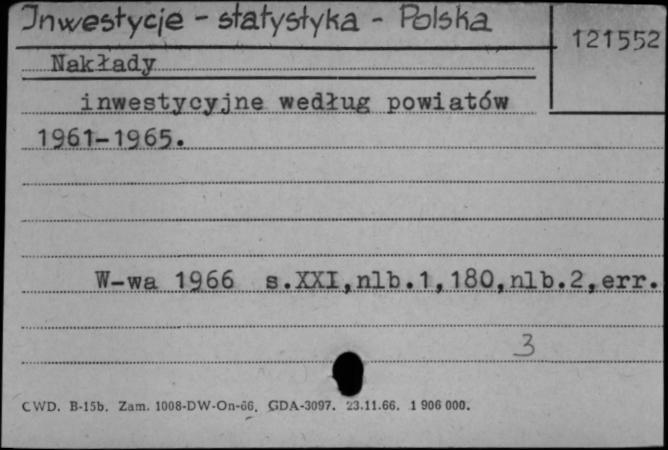 Inwestycje - statystyka - Polska
121552
Nakłady
inwestycyjne według powiatów
1961-1965.
W-wa 1966 s.XXI,nlb.1,180,nlb.2,err.
3
CWD. B-15b. Zam. 1008-DW-On-66. GDA-3097. 23.11.66. 1 906 000.